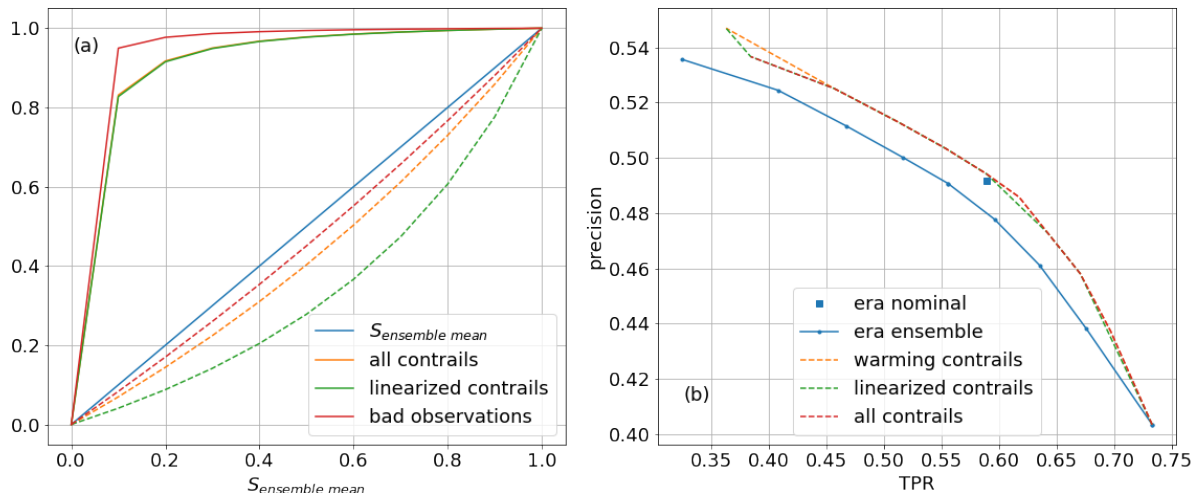 (a)
1.0
0.8
0.6
0.4
0.2
0.0
S_ensemble mean
all contrails
linearized contrails
bad observations
0.0 0.2 0.4 0.6 0.8 1.0
S_ensemble mean
precision
0.54
0.52
0.50
0.48
0.46
0.44
0.42
0.40
(b)
era nominal
era ensemble
warming contrails
linearized contrails
all contrails
0.35 0.40 0.45 0.50 0.55 0.60 0.65 0.70 0.75
TPR